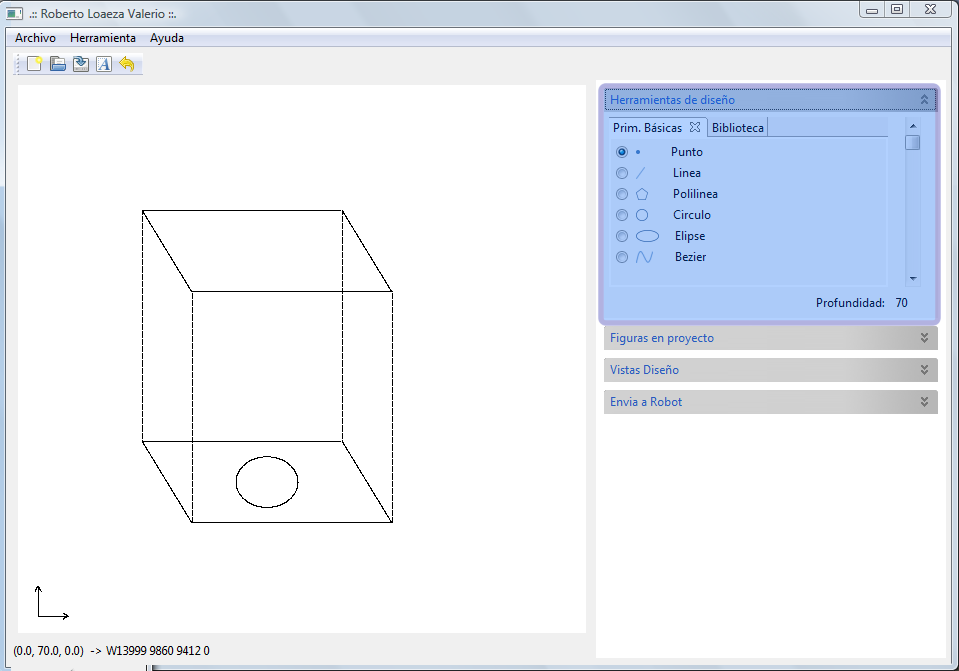 .:: Roberto Loaeza Valerio ::.
Archivo Herramienta Ayuda
A
Herramientas de diseño
Prim. Básicas Biblioteca
Punto
Linea
Polilinea
Circulo
Elipse
Bezier
Profundidad: 70
Figuras en proyecto
Vistas Diseño
Envia a Robot
(0.0, 70.0, 0.0) -> W13999 9860 9412 0